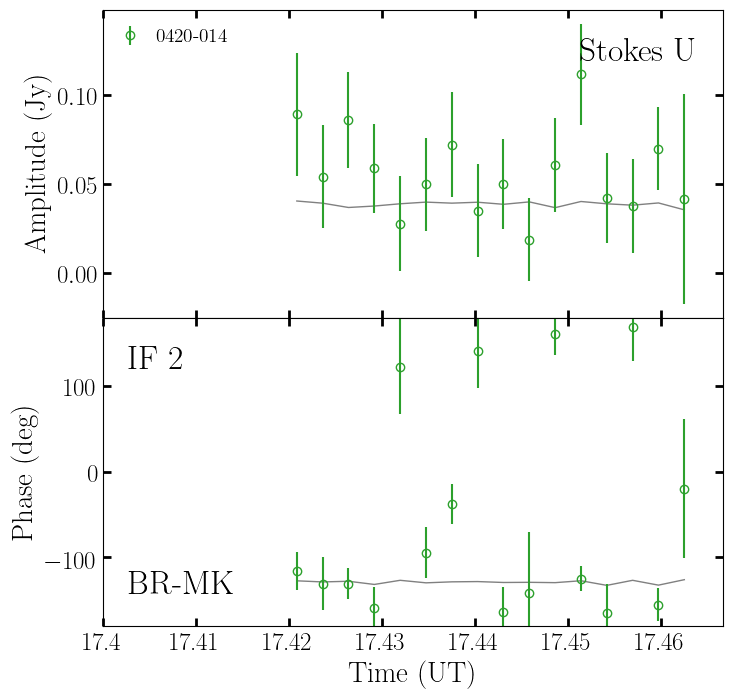 0420-014
Stokes U
Amplitude (Jy)
0.10
0.05
0.00
IF 2
Phase (deg)
100
0
−100
BR-MK
17.4
17.41
17.42
17.43
17.44
17.45
17.46
Time (UT)